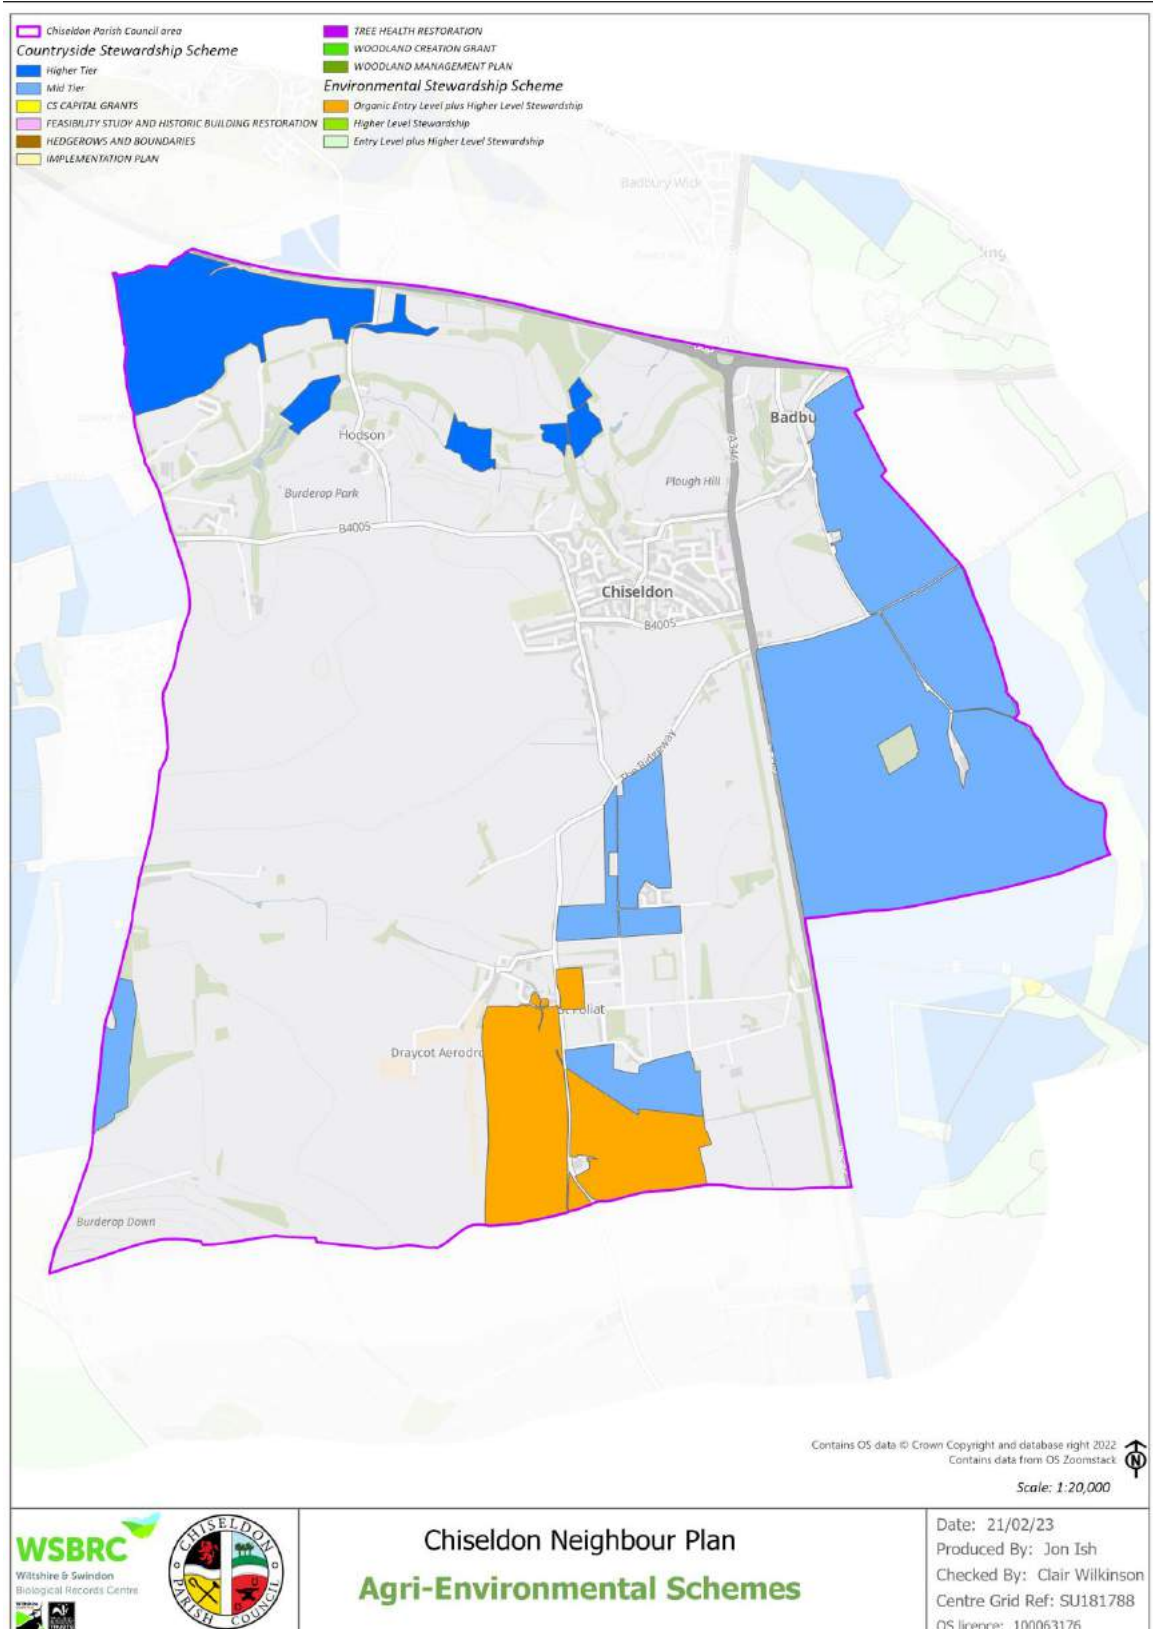 Chiseldon Parish Council area
Countryside Stewardship Scheme
Higher Tier
Mid Tier
CS CAPITAL GRANTS
FEASIBILITY STUDY AND HISTORIC BUILDING RESTORATION
HEDGEROWS AND BOUNDARIES
IMPLEMENTATION PLAN
TREE HEALTH RESTORATION
WOODLAND CREATION GRANT
WOODLAND MANAGEMENT PLAN
Environmental Stewardship Scheme
Organic Entry Level plus Higher Level Stewardship
Higher Level Stewardship
Entry Level plus Higher Level Stewardship
Badbury Wick
Badbu
Hodson
A346
Plough Hill
Burderop Park
B4005
Chiseldon
B4005
The Ridgeway
Foliat
Draycot Aerodro
Burderop Down
Contains OS data © Crown Copyright and database right 2022
Contains data from OS Zoomstack
N
Scale: 1:20,000
WSBRC
Wiltshire & Swindon
Biological Records Centre
CHISELDON
PARISH COUNCIL
Chiseldon Neighbour Plan
Agri-Environmental Schemes
Date: 21/02/23
Produced By: Jon Ish
Checked By: Clair Wilkinson
Centre Grid Ref: SU181788
OS licence: 100063176